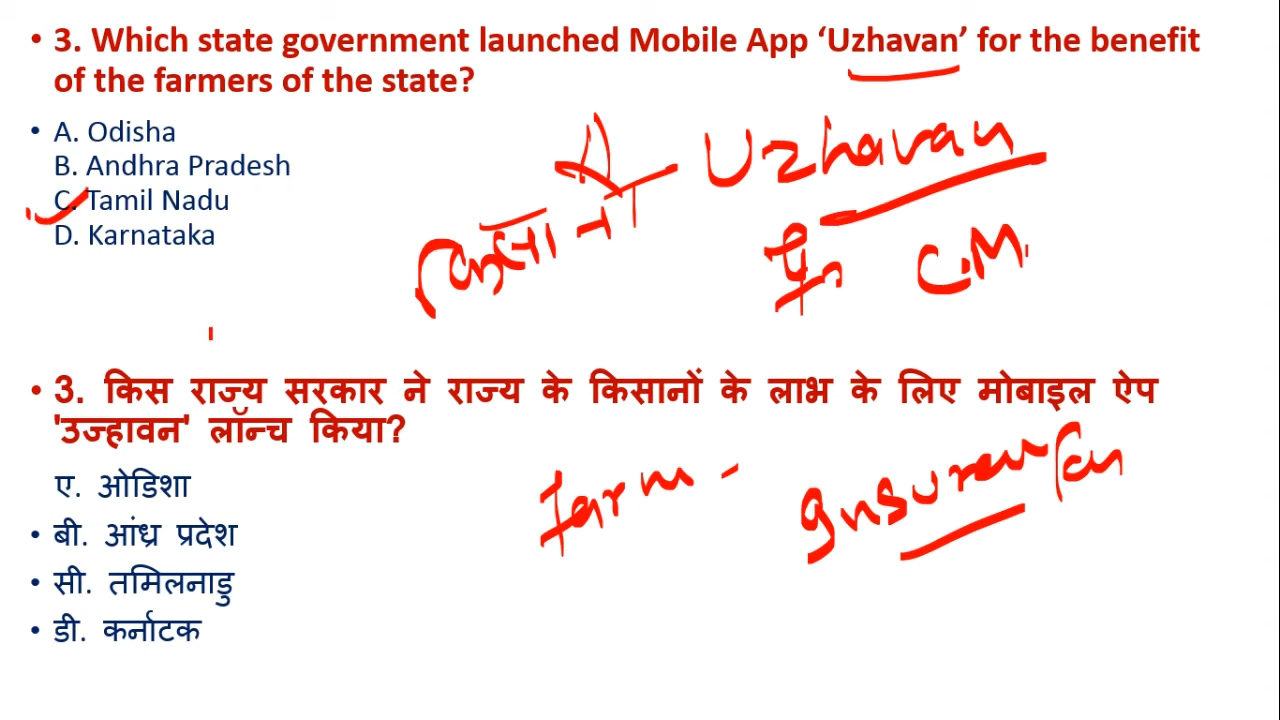 • 3. Which state government launched Mobile App ‘Uzhavan’ for the benefit
of the farmers of the state?
• A. Odisha
B. Andhra Pradesh
C. Tamil Nadu
D. Karnataka
Uzhavan
C.M.
• 3. किस राज्य सरकार ने राज्य के किसानों के लाभ के लिए मोबाइल ऐप
'उज्हावन' लॉन्च किया?
ए. ओडिशा
• बी. आंध्र प्रदेश
• सी. तमिलनाडु
• डी. कर्नाटक
farm -